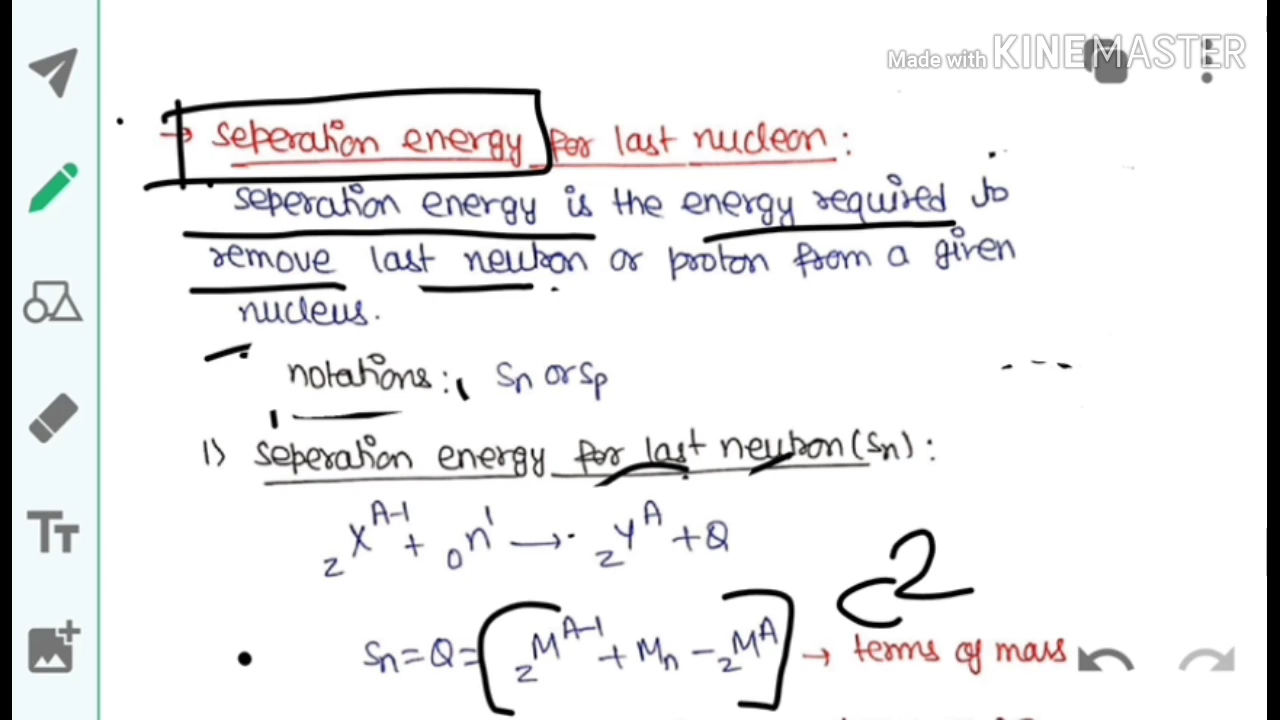 Made with KINEMASTER
→ seperation energy for last nucleon:
seperation energy is the energy required to
remove last neutron or proton from a given
nucleus.
notations: Sn or Sp
1) seperation energy for last neutron (Sn):
zX^A-1 + 0n^1 → zY^A + Q
c2
Sn = Q = [zM^A-1 + Mn - zM^A] → terms of mass
TT